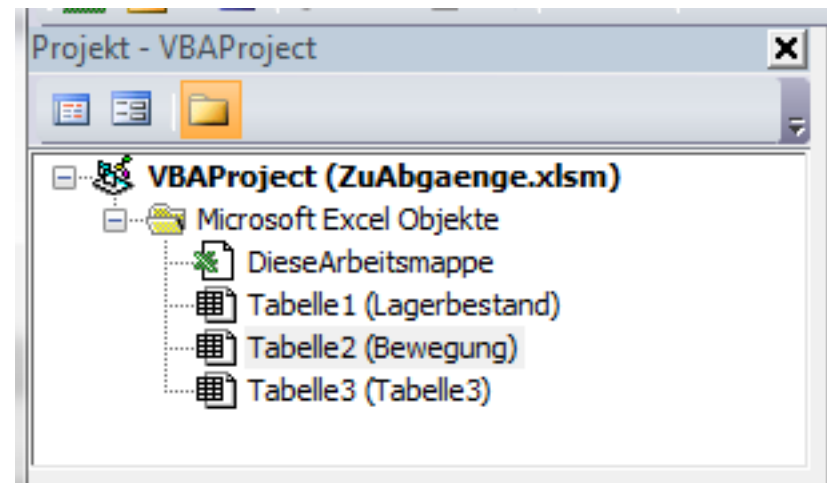 Projekt - VBAProject
VBAProject (ZuAbgaenge.xlsm)
Microsoft Excel Objekte
DieseArbeitsmappe
Tabelle1 (Lagerbestand)
Tabelle2 (Bewegung)
Tabelle3 (Tabelle3)